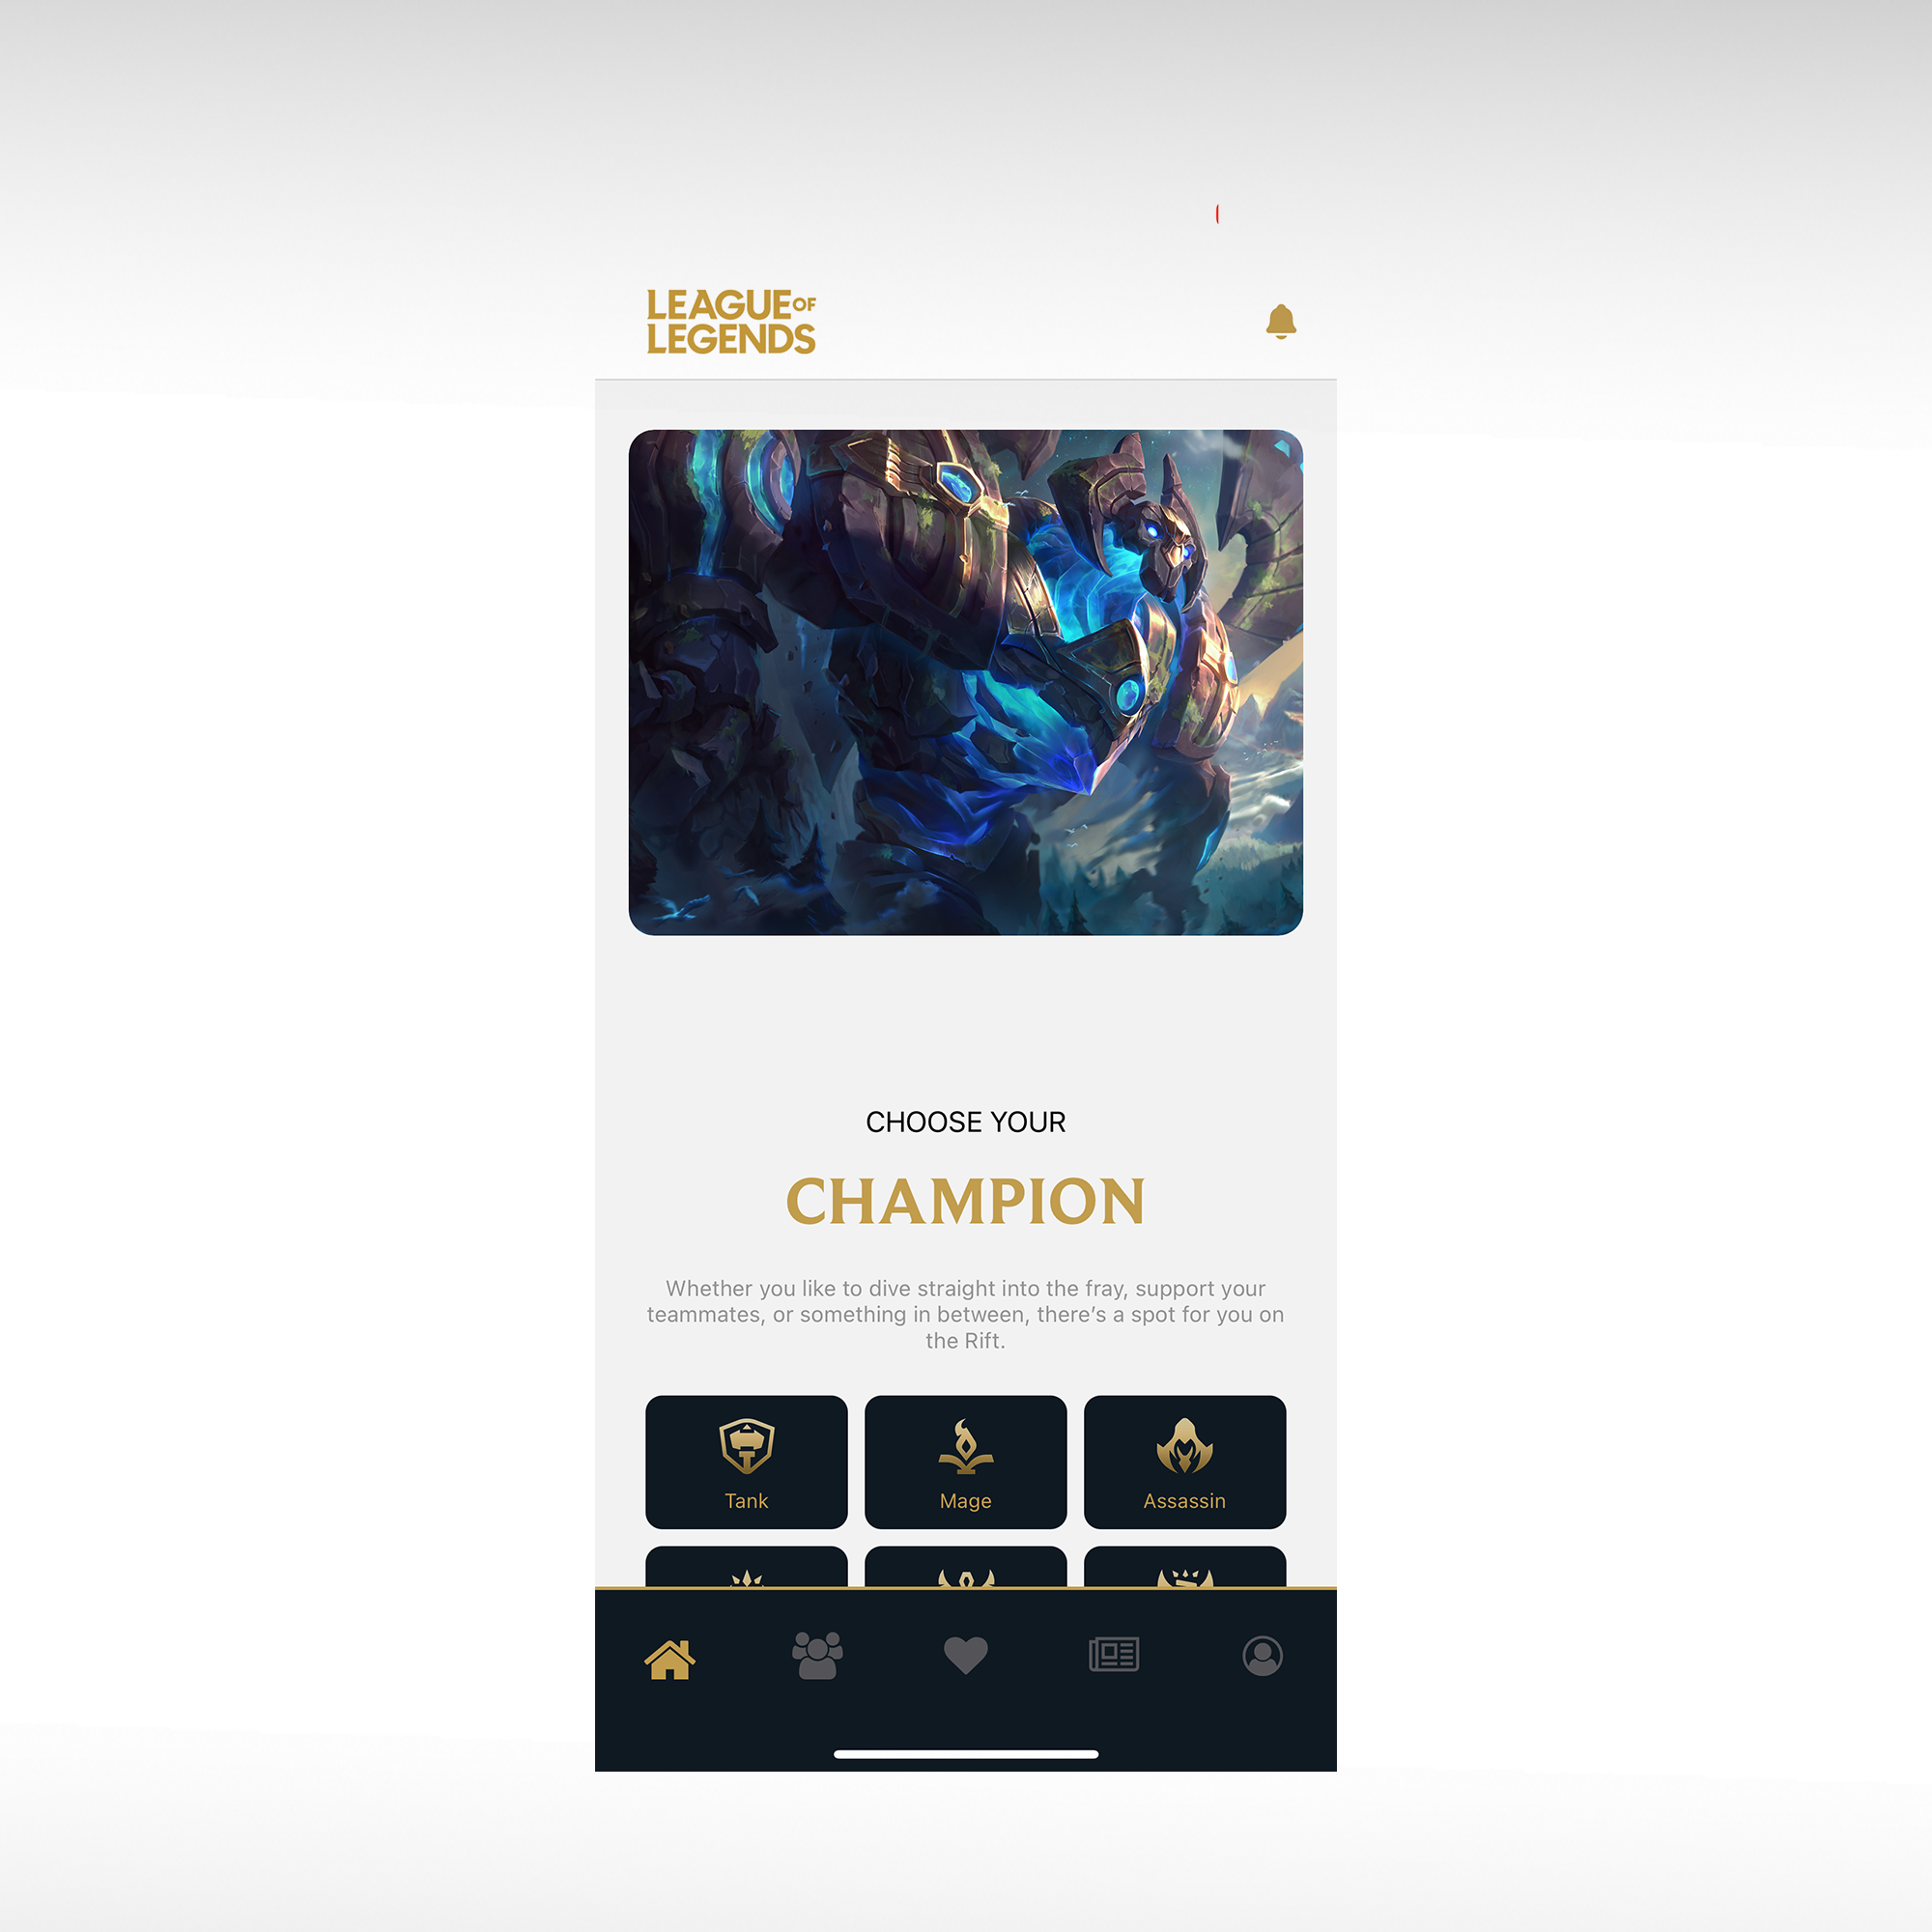 LEAGUE OF
LEGENDS
CHOOSE YOUR
CHAMPION
Whether you like to dive straight into the fray, support your
teammates, or something in between, there’s a spot for you on
the Rift.
Tank
Mage
Assassin